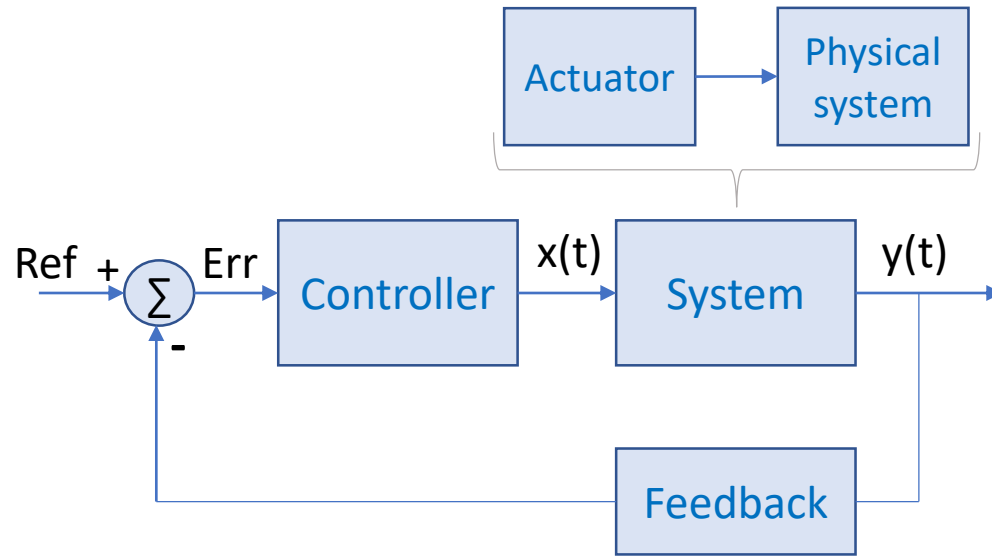 Actuator
Physical
system
Ref + Err x(t) y(t)
Σ Controller System
-
Feedback